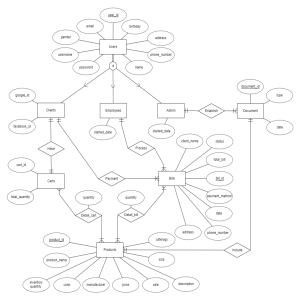 user_id
email
birthday
gender
address
Users
username
phone_number
password
name
google_id
document_id
type
Clients
Employees
Admin
Establish
Document
facebook_id
started_date
started_date
date
client_name
status
Have
Process
total_bill
cart_id
bill_id
Carts
Payment
Bills
payment_method
total_quantity
quantity
quantity
date
Detail_cart
Detail_bill
phone_number
address
product_id
Products
Include
product_name
size
inventory quantity
color
manufacturer
price
sale
description